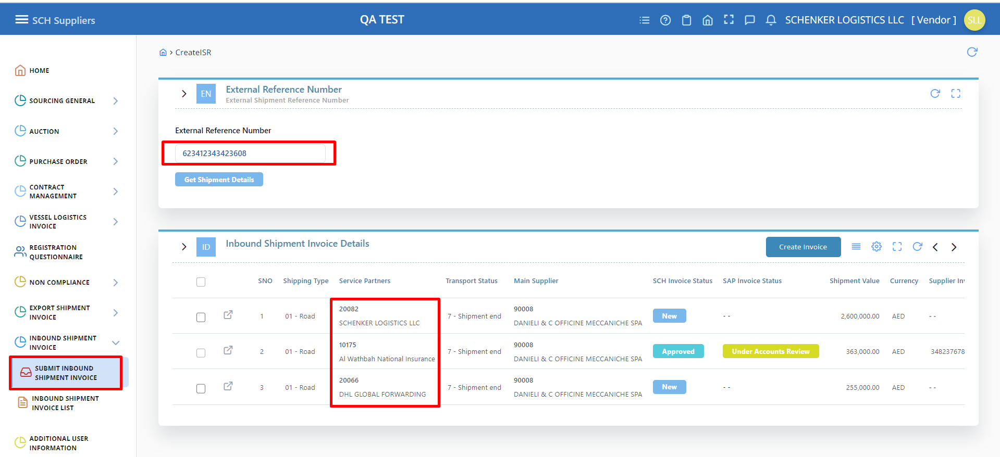 SCH Suppliers
QA TEST
SCHENKER LOGISTICS LLC [ Vendor ]
SLL
CreateISR
HOME
SOURCING GENERAL
AUCTION
PURCHASE ORDER
CONTRACT
MANAGEMENT
VESSEL LOGISTICS
INVOICE
REGISTRATION
QUESTIONNAIRE
NON COMPLIANCE
EXPORT SHIPMENT
INVOICE
INBOUND SHIPMENT
INVOICE
SUBMIT INBOUND
SHIPMENT INVOICE
INBOUND SHIPMENT
INVOICE LIST
ADDITIONAL USER
INFORMATION
EN
External Reference Number
External Shipment Reference Number
External Reference Number
623412343423608
Get Shipment Details
ID
Inbound Shipment Invoice Details
Create Invoice
SNO Shipping Type Service Partners Transport Status Main Supplier SCH Invoice Status SAP Invoice Status Shipment Value Currency Supplier Inv
1 01 - Road 20082 7 - Shipment end 90008 New - - 2,600,000.00 AED - -
SCHENKER LOGISTICS LLC DANIELI & C OFFICINE MECCANICHE SPA
2 01 - Road 10175 7 - Shipment end 90008 Approved Under Accounts Review 363,000.00 AED 348237678
Al Wathbah National Insurance DANIELI & C OFFICINE MECCANICHE SPA
3 01 - Road 20066 7 - Shipment end 90008 New - - 255,000.00 AED - -
DHL GLOBAL FORWARDING DANIELI & C OFFICINE MECCANICHE SPA